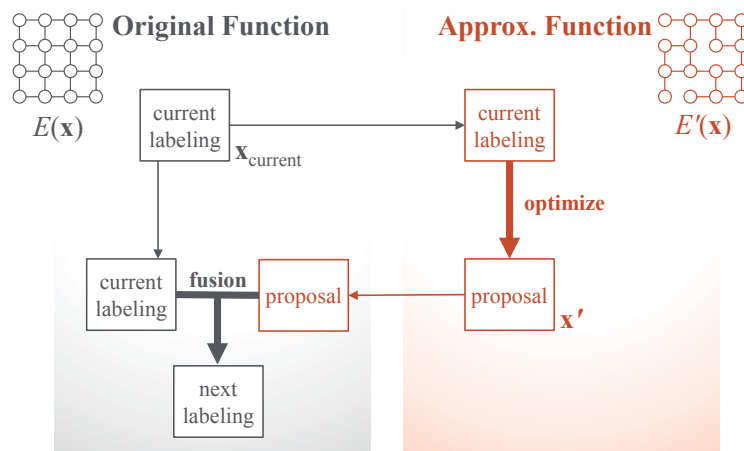 Original Function
Approx. Function
E(x)
E'(x)
current
labeling
x_current
current
labeling
optimize
current
labeling
fusion
proposal
proposal
x'
next
labeling